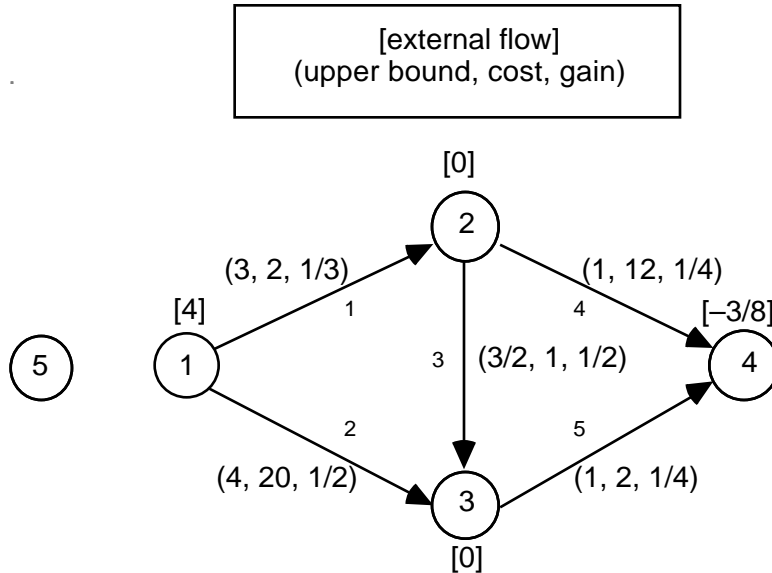 [external flow]
(upper bound, cost, gain)
[0]
2
(3, 2, 1/3)
(1, 12, 1/4)
[4]
1
4
[–3/8]
5
1
3
(3/2, 1, 1/2)
4
2
5
(4, 20, 1/2)
(1, 2, 1/4)
3
[0]